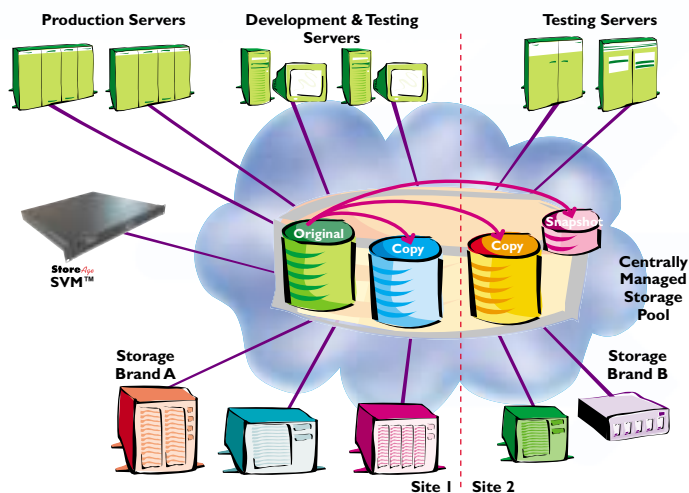 Production Servers
Development & Testing
Servers
Testing Servers
Original
Copy
Copy
Snapshot
StoreAge
SVM™
Centrally
Managed
Storage
Pool
Storage
Brand A
Storage
Brand B
Site 1
Site 2